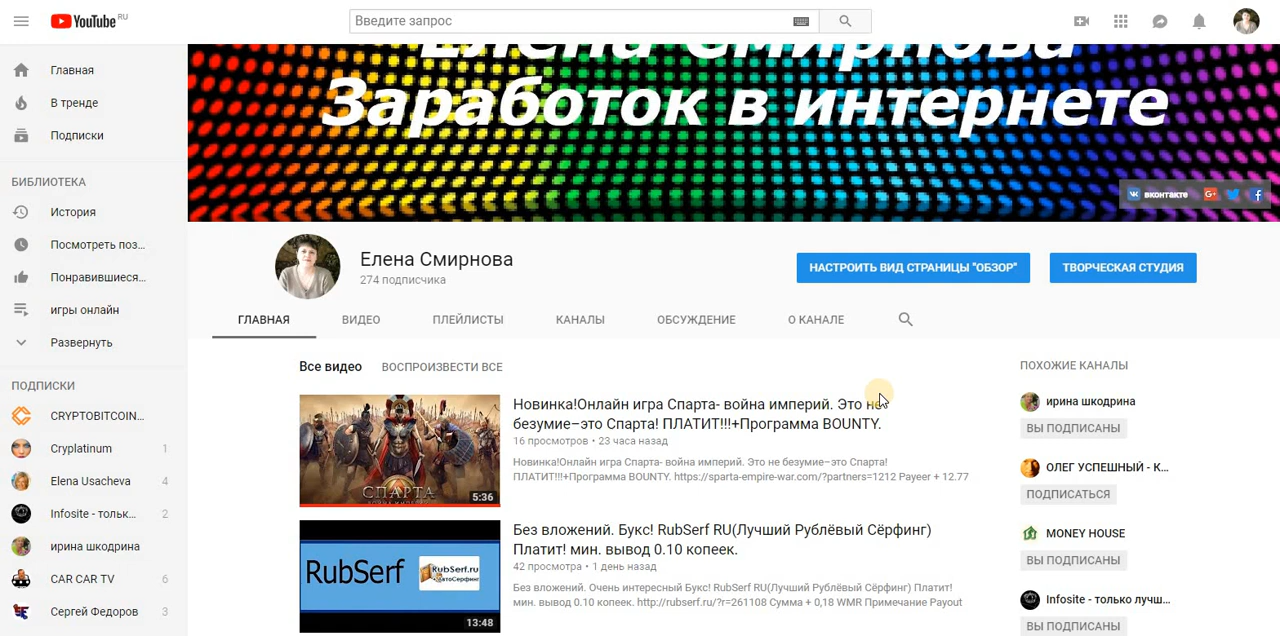 YouTube RU
Введите запрос
Елена Смирнова
Заработок в интернете
вконтакте
Главная
В тренде
Подписки
БИБЛИОТЕКА
История
Посмотреть поз...
Понравившиеся...
игры онлайн
Развернуть
ПОДПИСКИ
CRYPTOBITCOIN...
Cryplatinum 1
Elena Usacheva 4
Infosite - тольк... 2
ирина шкодрина
CAR CAR TV 6
Сергей Федоров 3
Елена Смирнова
274 подписчика
НАСТРОИТЬ ВИД СТРАНИЦЫ "ОБЗОР"
ТВОРЧЕСКАЯ СТУДИЯ
ГЛАВНАЯ ВИДЕО ПЛЕЙЛИСТЫ КАНАЛЫ ОБСУЖДЕНИЕ О КАНАЛЕ
Все видео ВОСПРОИЗВЕСТИ ВСЕ
СПАРТА
5:36
Новинка!Онлайн игра Спарта- война империй. Это не
безумие–это Спарта! ПЛАТИТ!!!+Программа BOUNTY.
16 просмотров • 23 часа назад
Новинка!Онлайн игра Спарта- война империй. Это не безумие–это Спарта!
ПЛАТИТ!!!+Программа BOUNTY. https://sparta-empire-war.com/?partners=1212 Payeer + 12.77
RubSerf
RubSerf.ru
АвтоСерфинг
13:48
Без вложений. Букс! RubSerf RU(Лучший Рублёвый Сёрфинг)
Платит! мин. вывод 0.10 копеек.
42 просмотра • 1 день назад
Без вложений. Очень интересный Букс! RubSerf RU(Лучший Рублёвый Сёрфинг) Платит!
мин. вывод 0.10 копеек. http://rubserf.ru/?r=261108 Сумма + 0,18 WMR Примечание Payout
ПОХОЖИЕ КАНАЛЫ
ирина шкодрина
ВЫ ПОДПИСАНЫ
ОЛЕГ УСПЕШНЫЙ - К...
ПОДПИСАТЬСЯ
MONEY HOUSE
ВЫ ПОДПИСАНЫ
Infosite - только лучш...
ВЫ ПОДПИСАНЫ